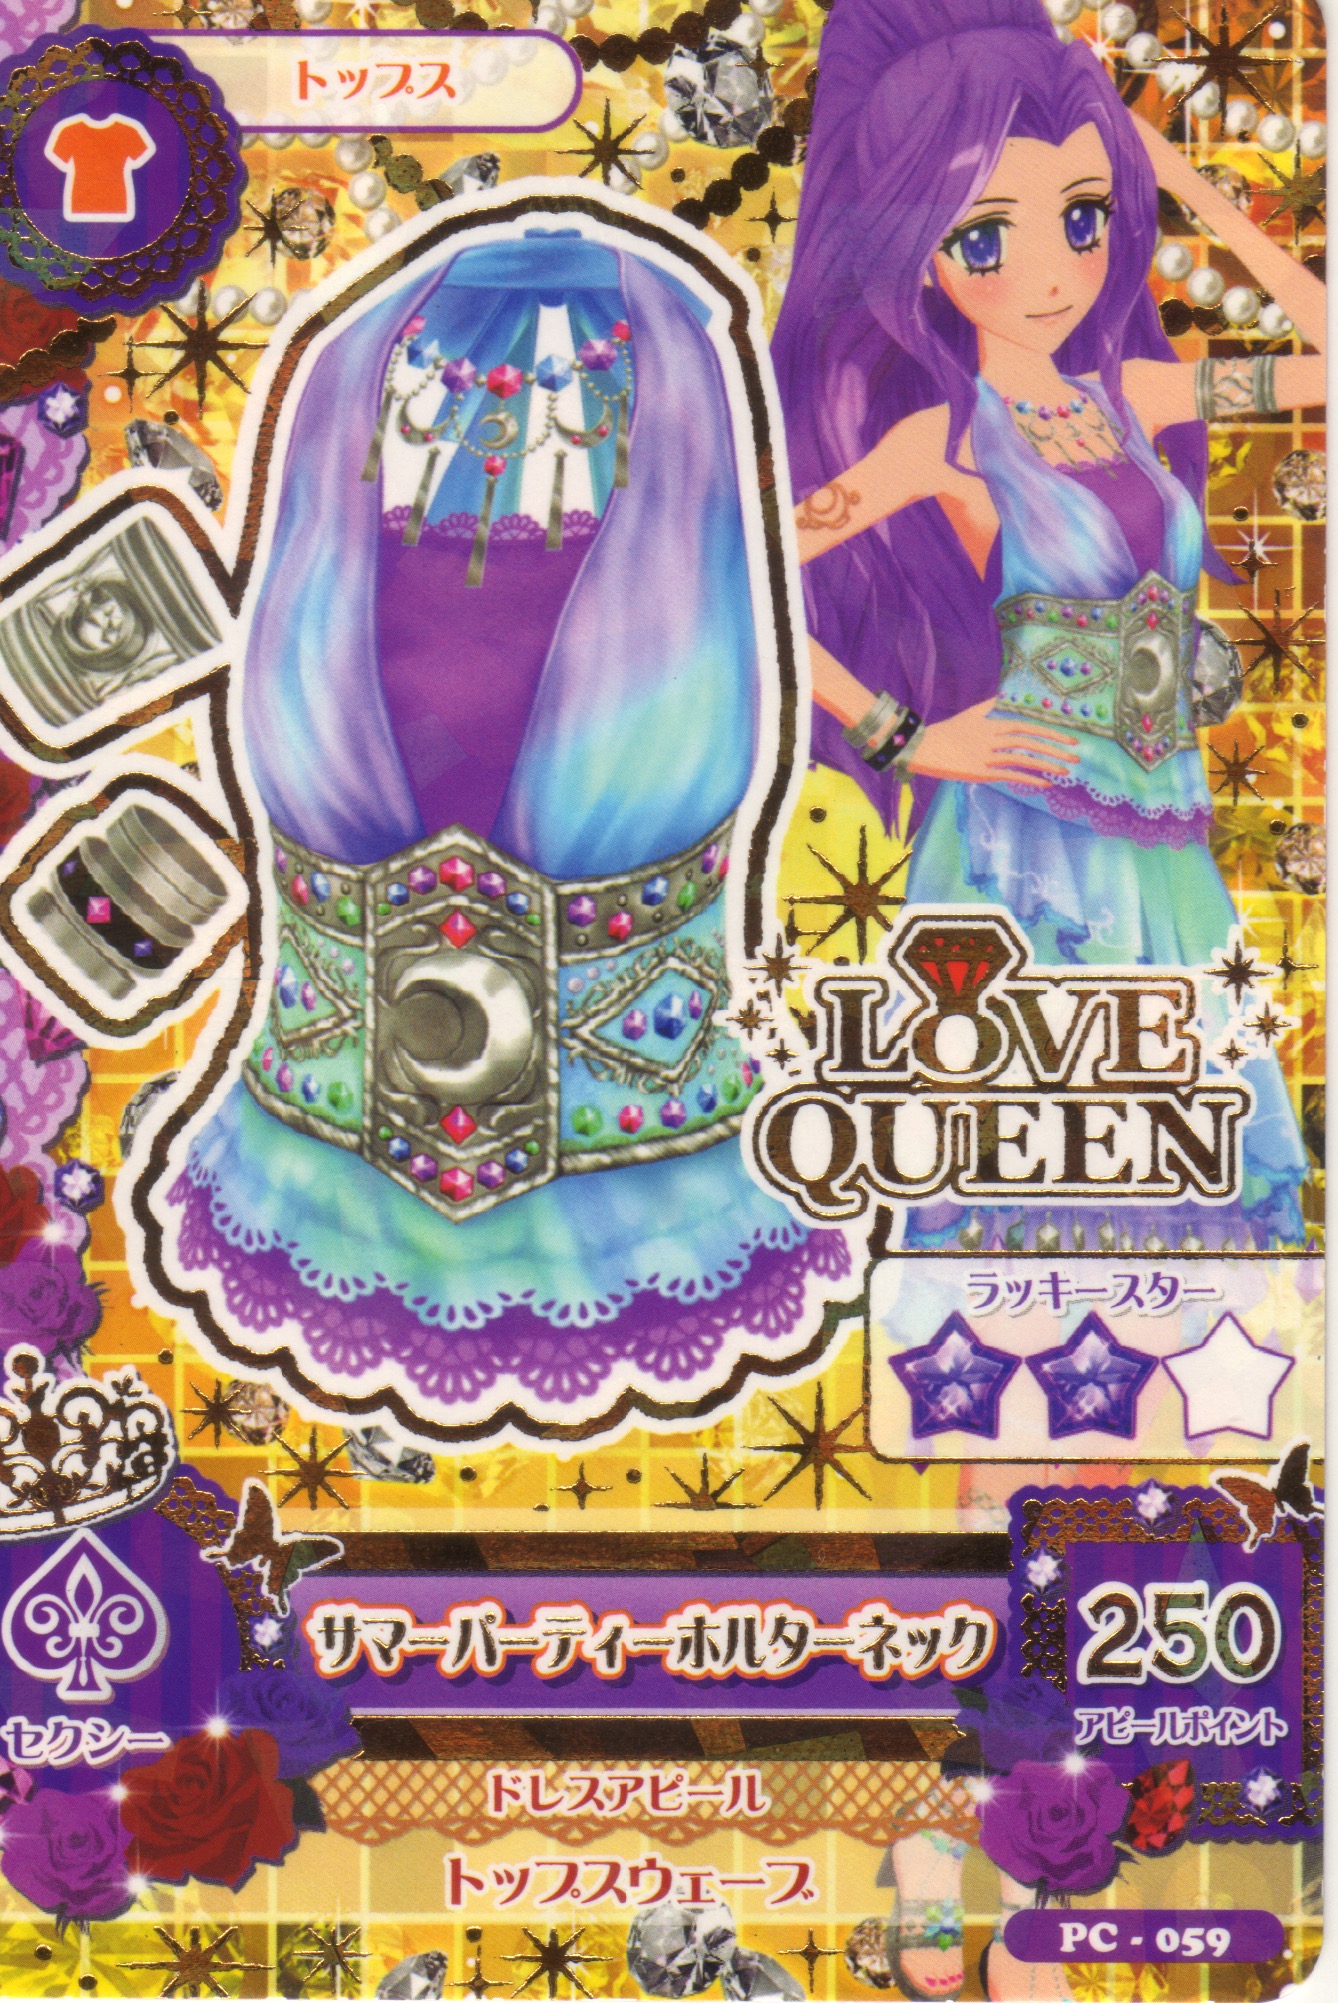 トップス
LOVE
QUEEN
ラッキースター
サマーパーティーホルターネック
250
アピールポイント
セクシー
ドレスアピール
トップスウェーブ
PC - 059